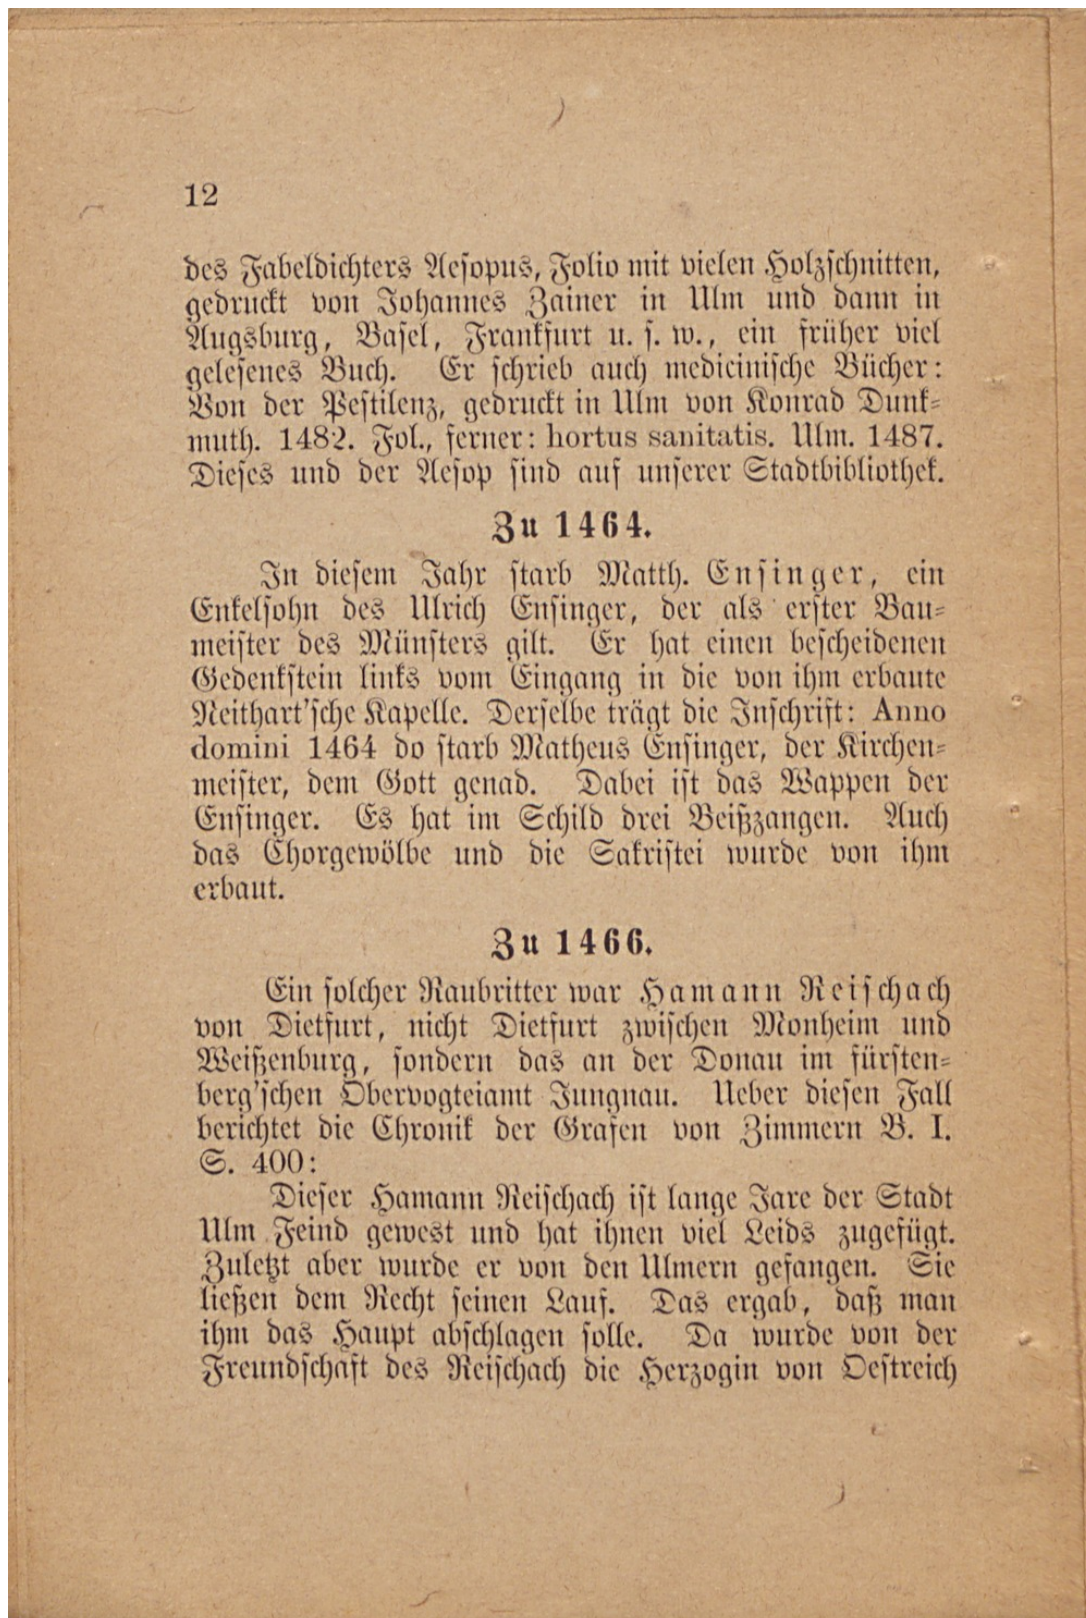 12
des Fabeldichters Aesopus, Folio mit vielen Holzschnitten,
gedruckt von Johannes Zainer in Ulm und dann in
Augsburg, Basel, Frankfurt u. s. w., ein früher viel
gelesenes Buch. Er schrieb auch medicinische Bücher:
Von der Pestilenz, gedruckt in Ulm von Konrad Dunk-
muth. 1482. Fol., ferner: hortus sanitatis. Ulm. 1487.
Dieses und der Aesop sind auf unserer Stadtbibliothek.
Zu 1464.
In diesem Jahr starb Matth. Ensinger, ein
Enkelsohn des Ulrich Ensinger, der als erster Bau-
meister des Münsters gilt. Er hat einen bescheidenen
Gedenkstein links vom Eingang in die von ihm erbaute
Neithart'sche Kapelle. Derselbe trägt die Inschrift: Anno
domini 1464 do starb Matheus Ensinger, der Kirchen-
meister, dem Gott genad. Dabei ist das Wappen der
Ensinger. Es hat im Schild drei Beißzangen. Auch
das Chorgewölbe und die Sakristei wurde von ihm
erbaut.
Zu 1466.
Ein solcher Raubritter war Hamann Reischach
von Dietfurt, nicht Dietfurt zwischen Monheim und
Weißenburg, sondern das an der Donau im fürsten-
berg'schen Obervogteiamt Jungnau. Ueber diesen Fall
berichtet die Chronik der Grafen von Zimmern B. I.
S. 400:
Dieser Hamann Reischach ist lange Jare der Stadt
Ulm Feind gewest und hat ihnen viel Leids zugefügt.
Zuletzt aber wurde er von den Ulmern gefangen. Sie
ließen dem Recht seinen Lauf. Das ergab, daß man
ihm das Haupt abschlagen solle. Da wurde von der
Freundschaft des Reischach die Herzogin von Oestreich